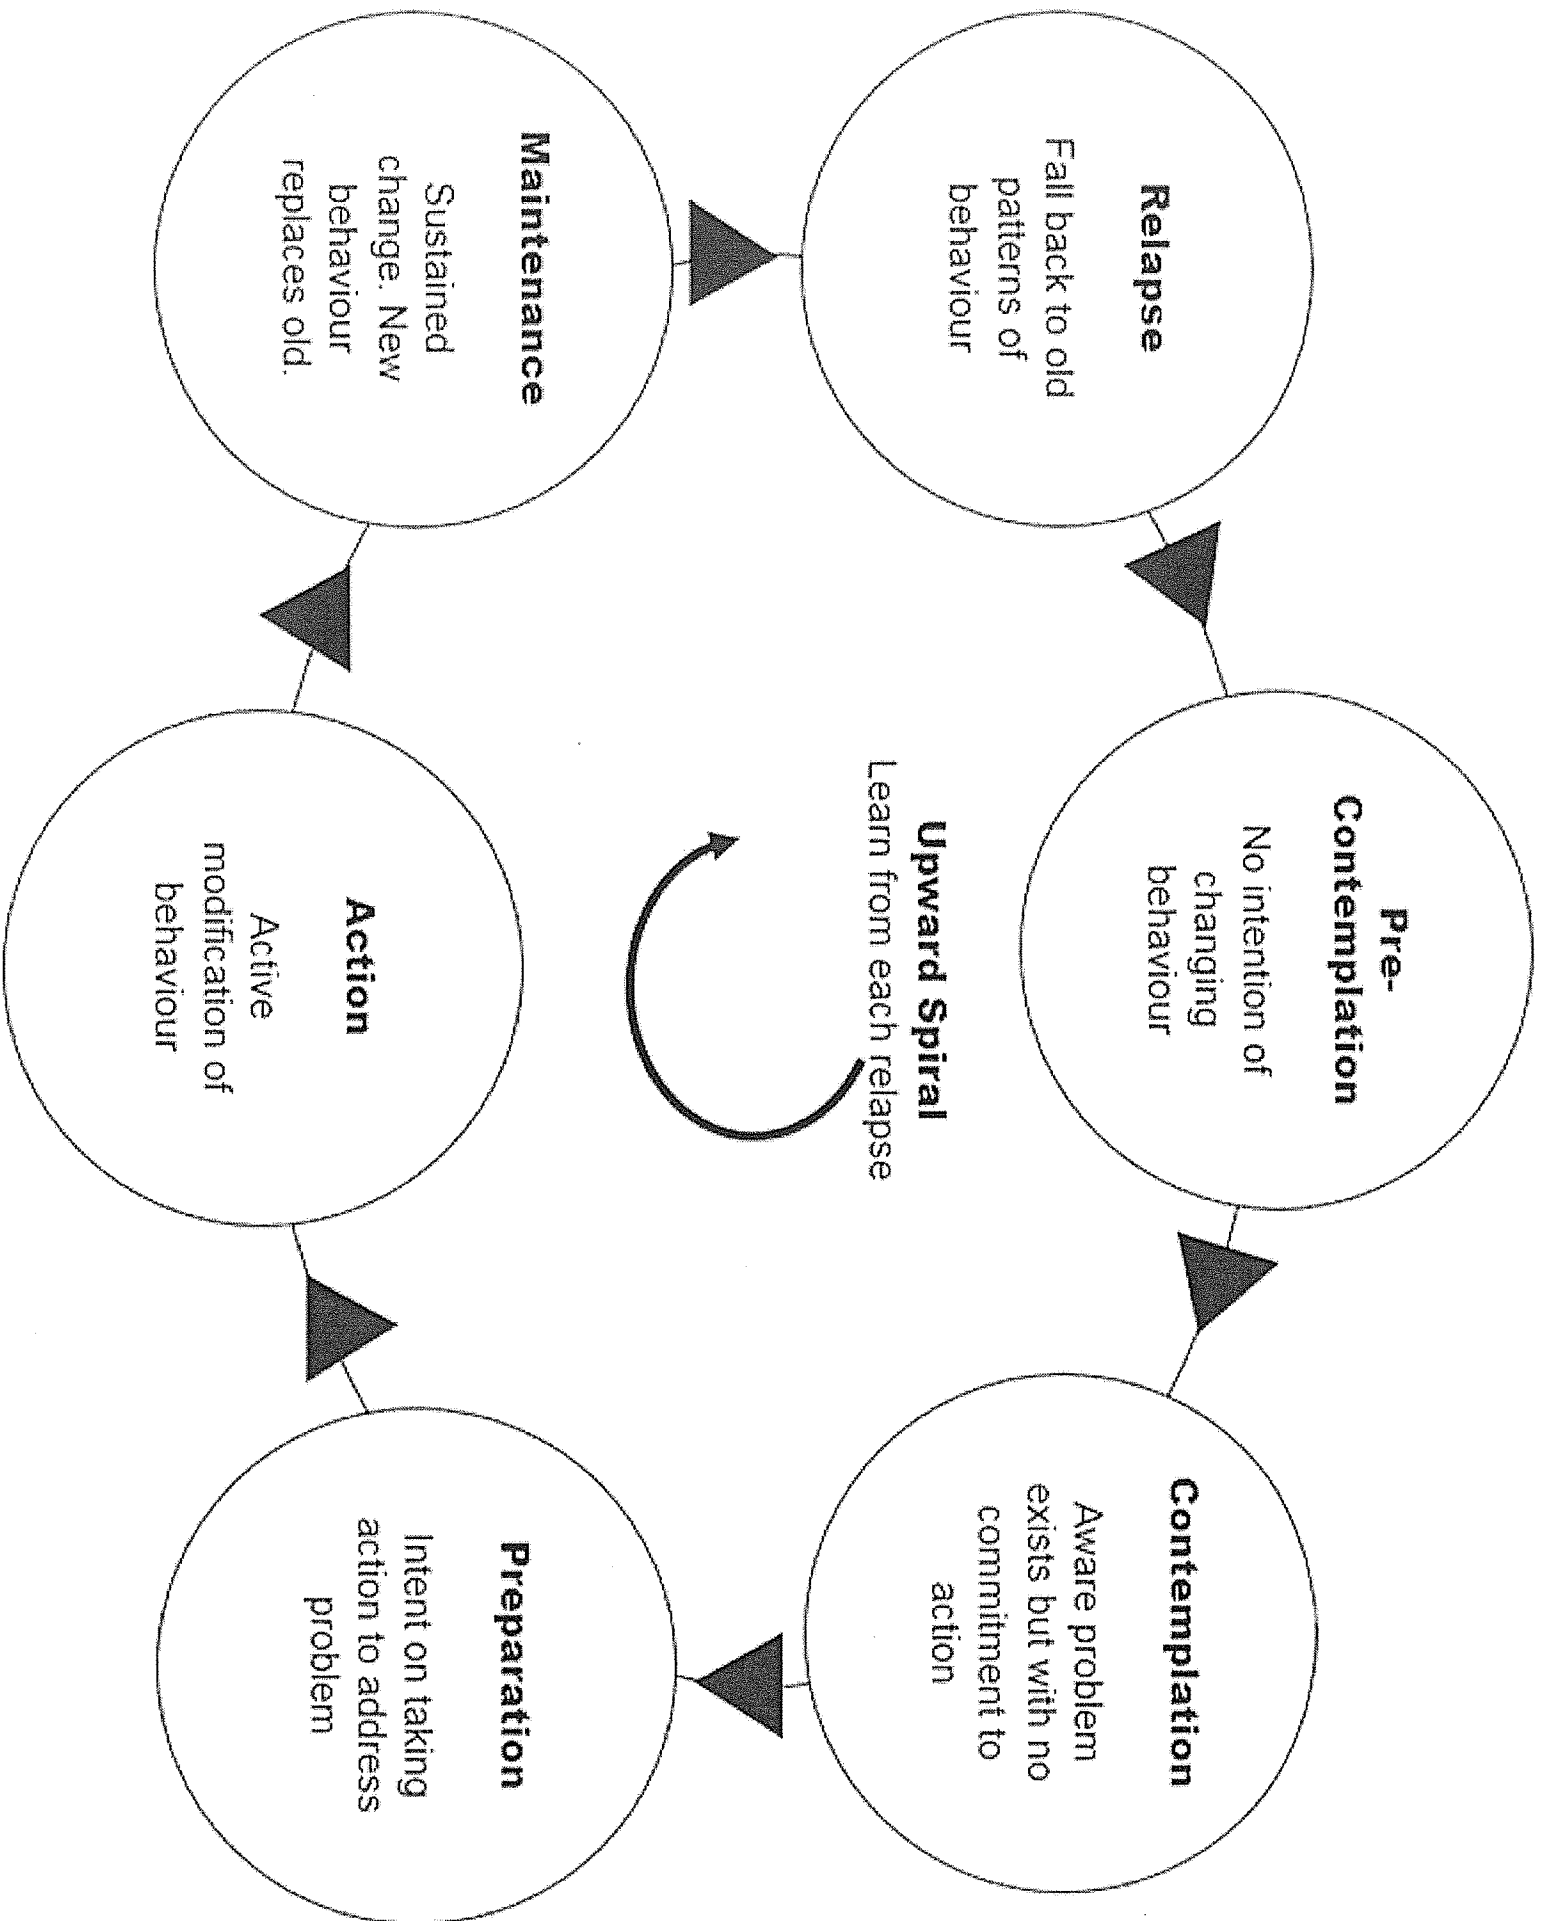 Pre-
Contemplation
No intention of
changing
behaviour
Contemplation
Aware problem
exists but with no
commitment to
action
Preparation
Intent on taking
action to address
problem
Action
Active
modification of
behaviour
Maintenance
Sustained
change. New
behaviour
replaces old.
Relapse
Fall back to old
patterns of
behaviour
Upward Spiral
Learn from each relapse